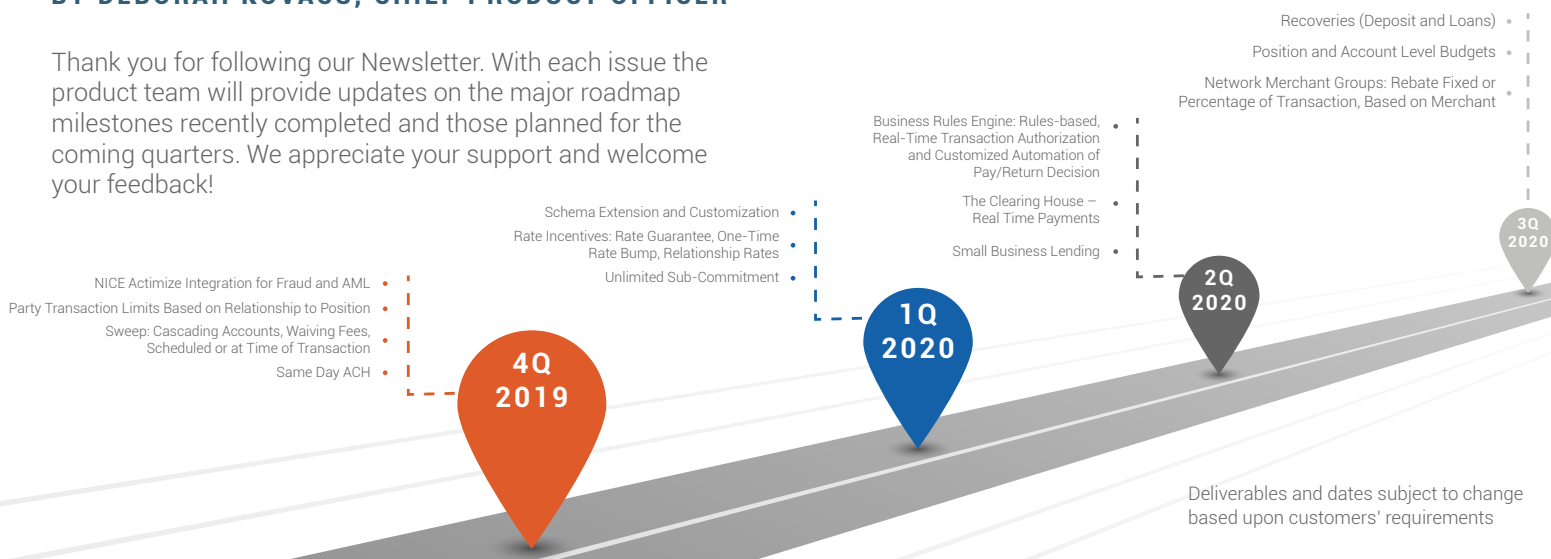 BY DEBORAH KOVACS, CHIEF PRODUCT OFFICER
Thank you for following our Newsletter. With each issue the
product team will provide updates on the major roadmap
milestones recently completed and those planned for the
coming quarters. We appreciate your support and welcome
your feedback!
NICE Actimize Integration for Fraud and AML
Party Transaction Limits Based on Relationship to Position
Sweep: Cascading Accounts, Waiving Fees,
Scheduled or at Time of Transaction
Same Day ACH
4Q
2019
Schema Extension and Customization
Rate Incentives: Rate Guarantee, One-Time
Rate Bump, Relationship Rates
Unlimited Sub-Commitment
1Q
2020
Business Rules Engine: Rules-based,
Real-Time Transaction Authorization
and Customized Automation of
Pay/Return Decision
The Clearing House –
Real Time Payments
Small Business Lending
2Q
2020
Recoveries (Deposit and Loans)
Position and Account Level Budgets
Network Merchant Groups: Rebate Fixed or
Percentage of Transaction, Based on Merchant
3Q
2020
Deliverables and dates subject to change
based upon customers' requirements